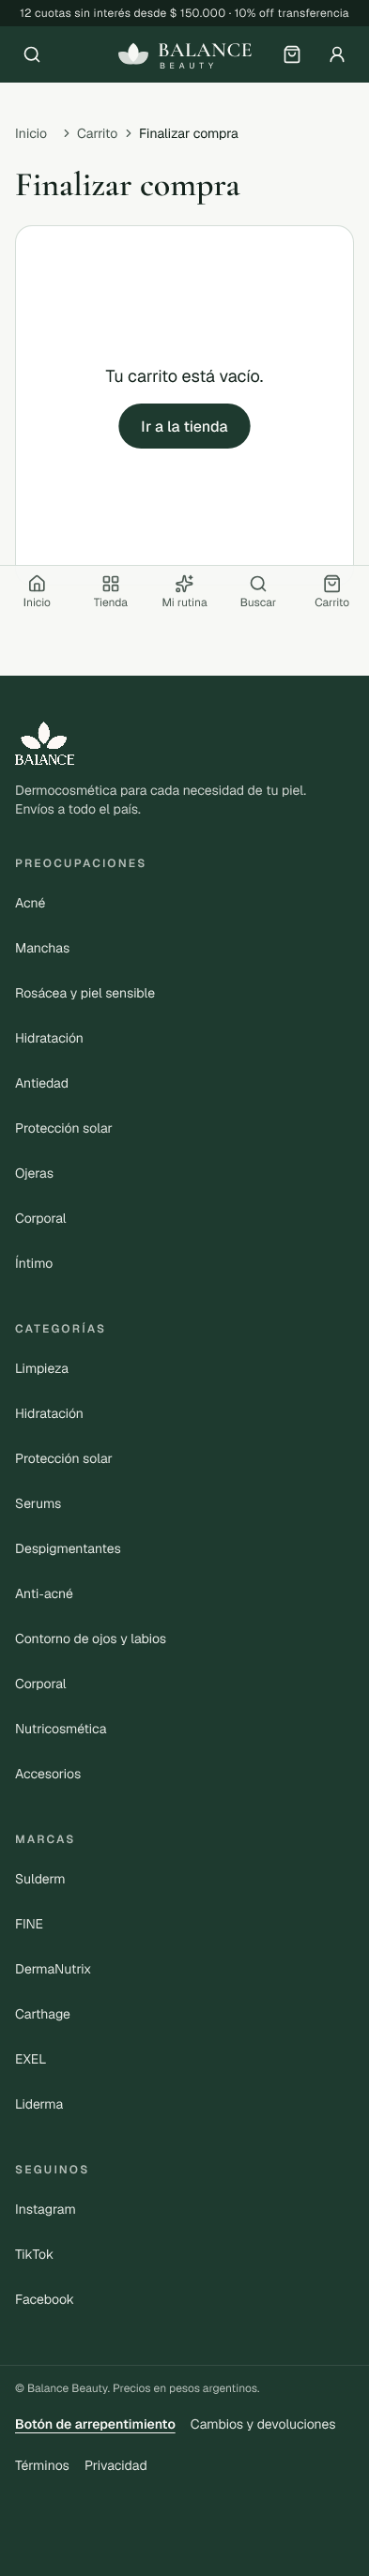 12 cuotas sin interés desde $ 150.000 · 10% off transferencia
BALANCE
BEAUTY
Inicio > Carrito > Finalizar compra
Finalizar compra
Tu carrito está vacío.
Ir a la tienda
Inicio Tienda Mi rutina Buscar Carrito
BALANCE
Dermocosmética para cada necesidad de tu piel.
Envíos a todo el país.
PREOCUPACIONES
Acné
Manchas
Rosácea y piel sensible
Hidratación
Antiedad
Protección solar
Ojeras
Corporal
Íntimo
CATEGORÍAS
Limpieza
Hidratación
Protección solar
Serums
Despigmentantes
Anti-acné
Contorno de ojos y labios
Corporal
Nutricosmética
Accesorios
MARCAS
Sulderm
FINE
DermaNutrix
Carthage
EXEL
Liderma
SEGUINOS
Instagram
TikTok
Facebook
© Balance Beauty. Precios en pesos argentinos.
Botón de arrepentimiento Cambios y devoluciones
Términos Privacidad